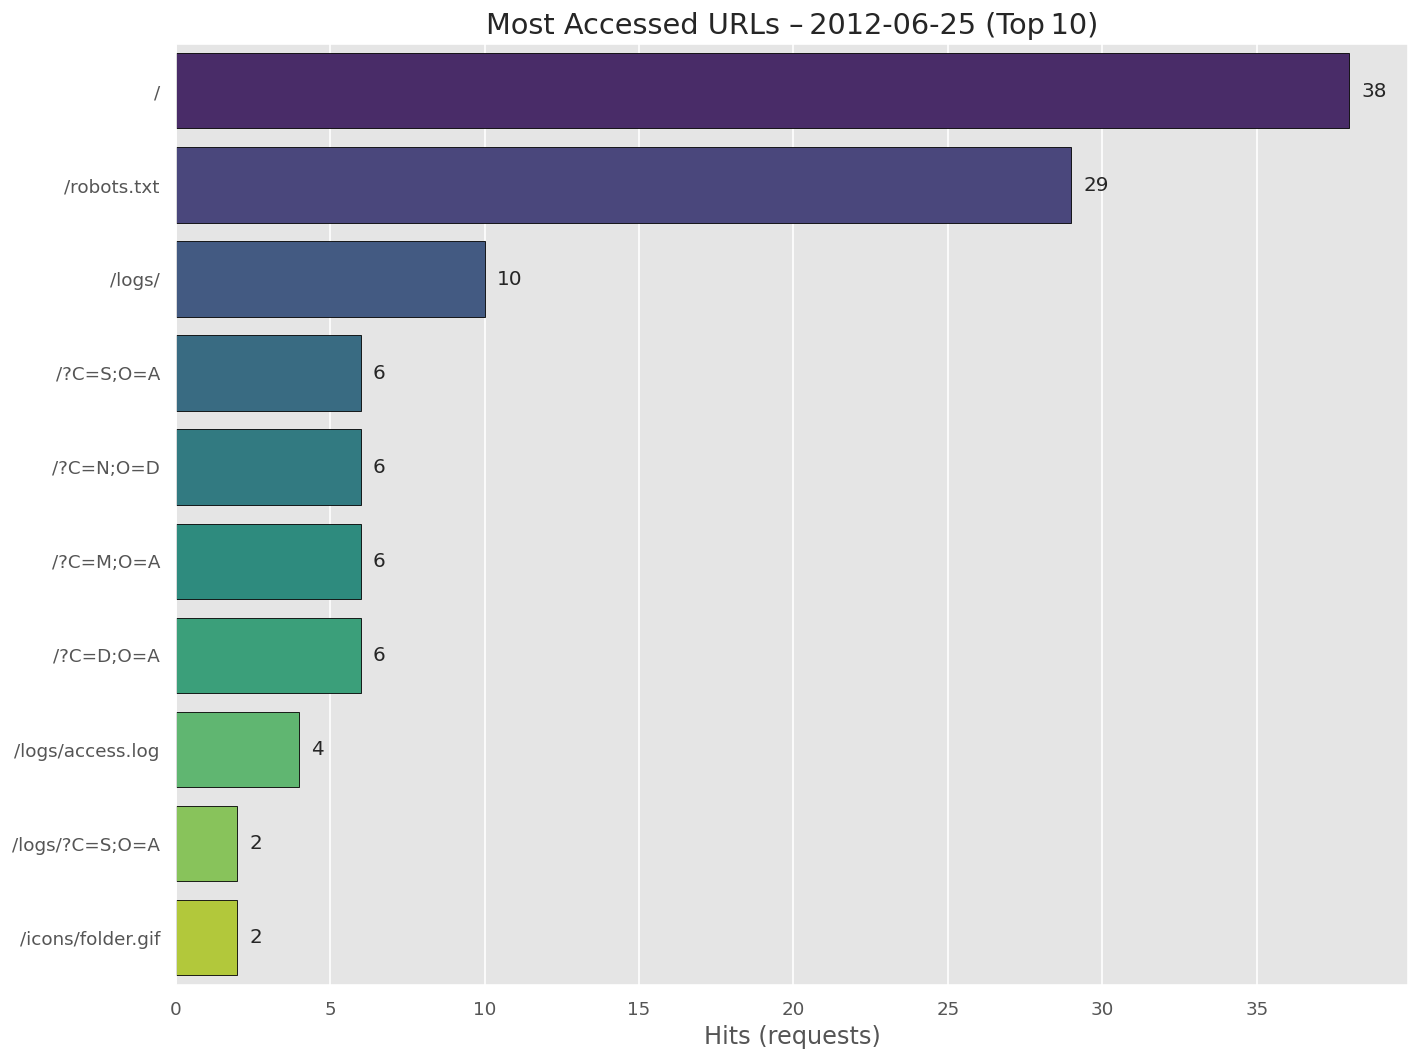 Most Accessed URLs – 2012-06-25 (Top 10)
/ 38
/robots.txt 29
/logs/ 10
/?C=S;O=A 6
/?C=N;O=D 6
/?C=M;O=A 6
/?C=D;O=A 6
/logs/access.log 4
/logs/?C=S;O=A 2
/icons/folder.gif 2
0 5 10 15 20 25 30 35
Hits (requests)